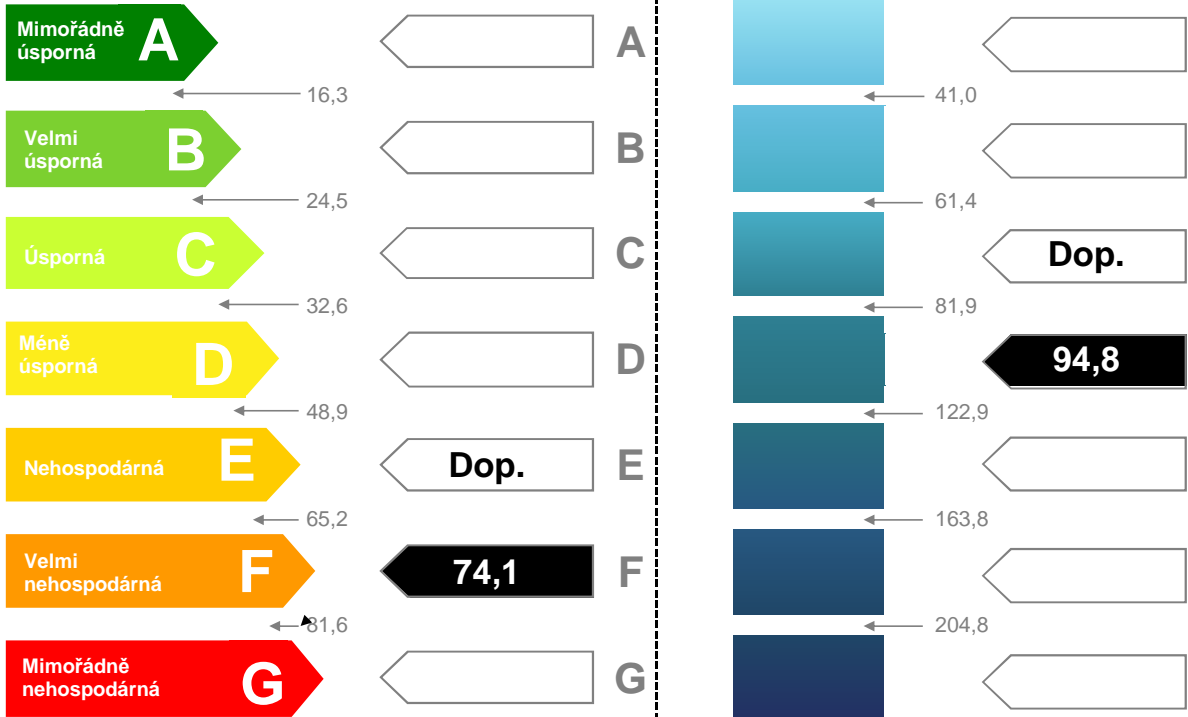 Mimořádně
úsporná
A
A
16,3
41,0
Velmi
úsporná
B
B
24,5
61,4
Úsporná
C
C
Dop.
32,6
81,9
Méně
úsporná
D
D
94,8
48,9
122,9
Nehospodárná
E
Dop.
E
65,2
163,8
Velmi
nehospodárná
F
74,1
F
81,6
204,8
Mimořádně
nehospodárná
G
G